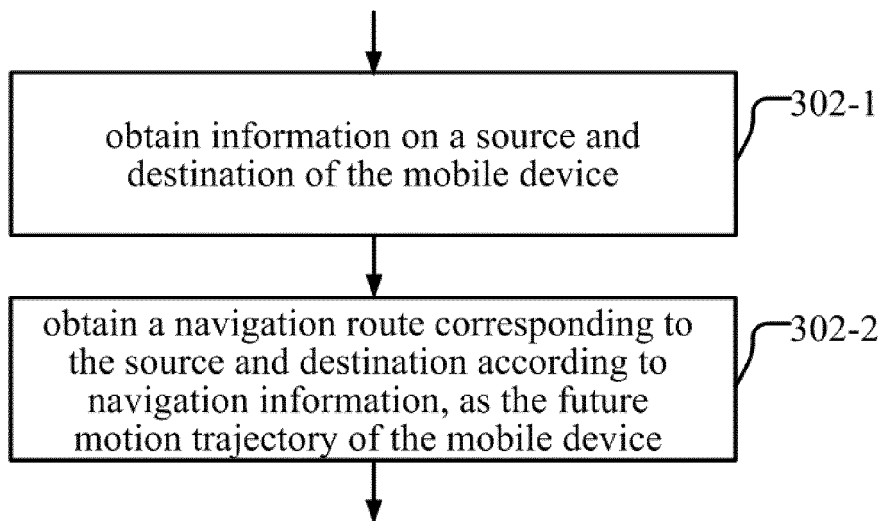 obtain information on a source and
destination of the mobile device
302-1
obtain a navigation route corresponding to
the source and destination according to
navigation information, as the future
motion trajectory of the mobile device
302-2